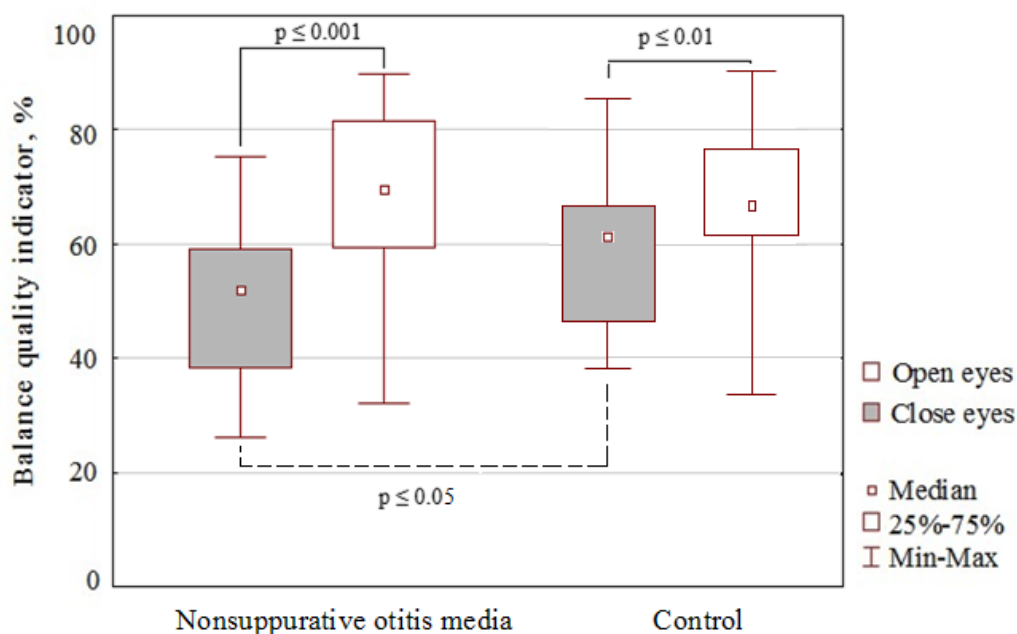 Balance quality indicator, %
100
80
60
40
20
0
p ≤ 0.001
p ≤ 0.01
p ≤ 0.05
Nonsuppurative otitis media
Control
Open eyes
Close eyes
Median
25%-75%
Min-Max